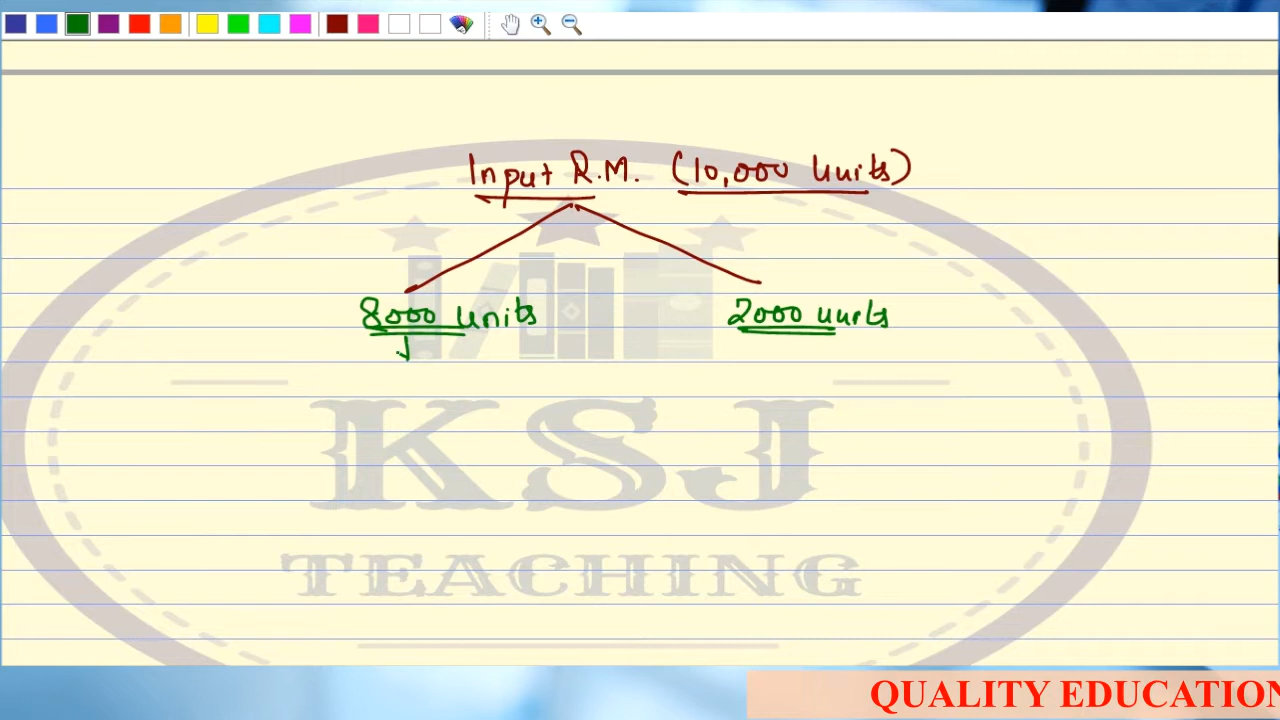 Input R.M. (10,000 Units)
8000 Units
2000 units
KSJ
TEACHING
QUALITY EDUCATION